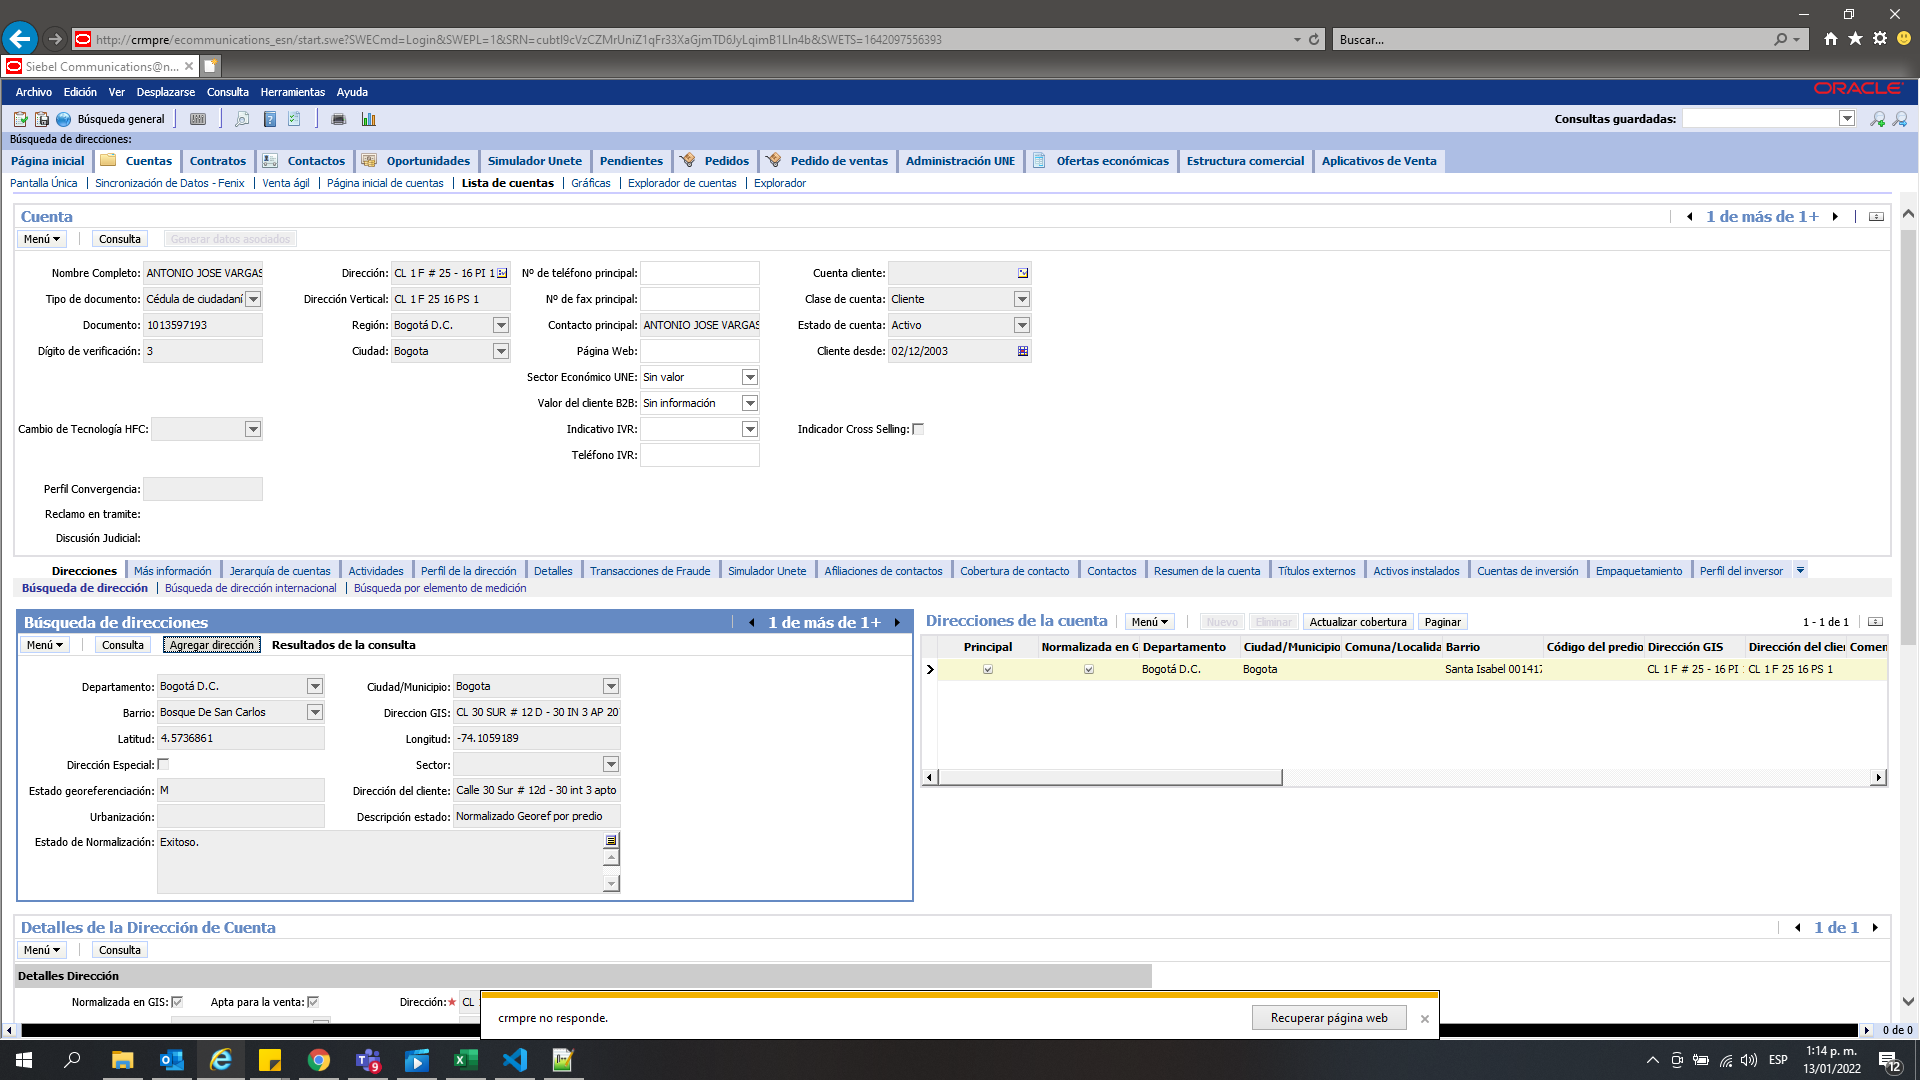 http://crmpre/ecommunications_esn/start.swe?SWECmd=Login&SWEPL=1&SRN=cubtI9cVzCZMrUniZ1qFr33XaGjmTD6JyLqimB1LIn4b&SWETS=1642097556393
Buscar...
Siebel Communications@n...
Archivo Edición Ver Desplazarse Consulta Herramientas Ayuda
ORACLE
Búsqueda general
Consultas guardadas:
Búsqueda de direcciones:
Página inicial Cuentas Contratos Contactos Oportunidades Simulador Unete Pendientes Pedidos Pedido de ventas Administración UNE Ofertas económicas Estructura comercial Aplicativos de Venta
Pantalla Única Sincronización de Datos - Fenix Venta ágil Página inicial de cuentas Lista de cuentas Gráficas Explorador de cuentas Explorador
Cuenta
1 de más de 1+
Menú Consulta Generar datos asociados
Nombre Completo: ANTONIO JOSE VARGAS Dirección: CL 1 F # 25 - 16 PI 1 Nº de teléfono principal: Cuenta cliente:
Tipo de documento: Cédula de ciudadaní Dirección Vertical: CL 1 F 25 16 PS 1 Nº de fax principal: Clase de cuenta: Cliente
Documento: 1013597193 Región: Bogotá D.C. Contacto principal: ANTONIO JOSE VARGAS Estado de cuenta: Activo
Dígito de verificación: 3 Ciudad: Bogota Página Web: Cliente desde: 02/12/2003
Sector Económico UNE: Sin valor
Valor del cliente B2B: Sin información
Cambio de Tecnología HFC: Indicativo IVR: Indicador Cross Selling:
Teléfono IVR:
Perfil Convergencia:
Reclamo en tramite:
Discusión Judicial:
Direcciones Más información Jerarquía de cuentas Actividades Perfil de la dirección Detalles Transacciones de Fraude Simulador Unete Afiliaciones de contactos Cobertura de contacto Contactos Resumen de la cuenta Títulos externos Activos instalados Cuentas de inversión Empaquetamiento Perfil del inversor
Búsqueda de dirección Búsqueda de dirección internacional Búsqueda por elemento de medición
Búsqueda de direcciones
1 de más de 1+
Menú Consulta Agregar dirección Resultados de la consulta
Departamento: Bogotá D.C. Ciudad/Municipio: Bogota
Barrio: Bosque De San Carlos Direccion GIS: CL 30 SUR # 12 D - 30 IN 3 AP 20
Latitud: 4.5736861 Longitud: -74.1059189
Dirección Especial: Sector:
Estado georeferenciación: M Dirección del cliente: Calle 30 Sur # 12d - 30 int 3 apto
Urbanización: Descripción estado: Normalizado Georef por predio
Estado de Normalización: Exitoso.
Direcciones de la cuenta Menú Nuevo Eliminar Actualizar cobertura Paginar 1 - 1 de 1
Principal Normalizada en G Departamento Ciudad/Municipio Comuna/Localida Barrio Código del predio Dirección GIS Dirección del clie Comen
Bogotá D.C. Bogota Santa Isabel 001417 CL 1 F # 25 - 16 PI CL 1 F 25 16 PS 1
Detalles de la Dirección de Cuenta
1 de 1
Menú Consulta
Detalles Dirección
Normalizada en GIS: Apta para la venta: Dirección:* CL
crmpre no responde.
Recuperar página web
0 de 0
9
ESP
1:14 p. m.
13/01/2022
12